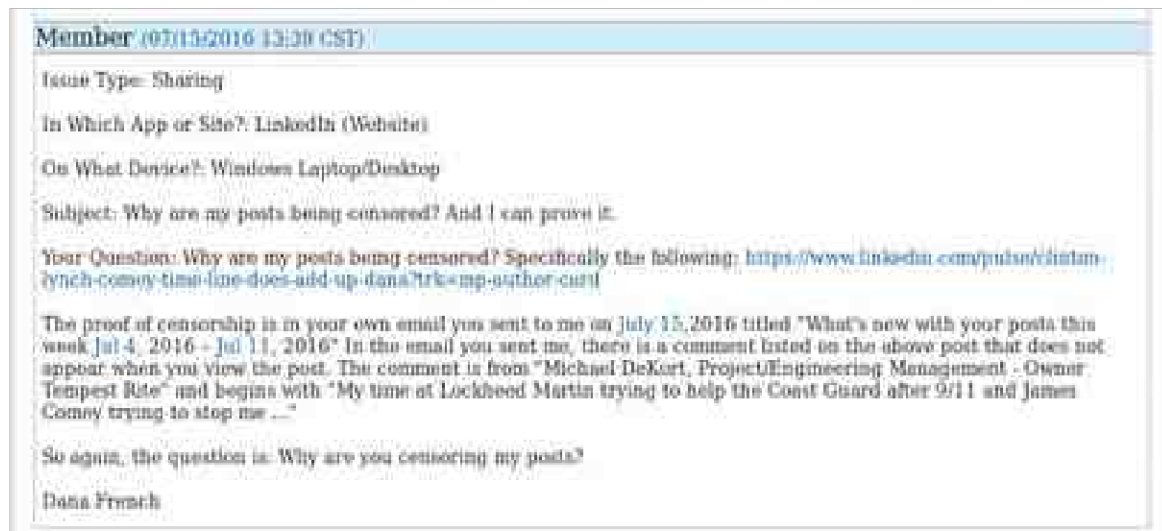 Member (07/15/2016 13:39 CST)
Issue Type: Sharing
In Which App or Site?: LinkedIn (Website)
On What Device?: Windows Laptop/Desktop
Subject: Why are my posts being censored? And I can prove it.
Your Question: Why are my posts being censored? Specifically the following: https://www.linkedin.com/pulse/clinton-
lynch-comey-time-line-does-add-up-dana?trk=mp-author-card
The proof of censorship is in your own email you sent to me on July 15,2016 titled "What's new with your posts this
week Jul 4, 2016 - Jul 11, 2016" In the email you sent me, there is a comment listed on the above post that does not
appear when you view the post. The comment is from "Michael DeKort, Project/Engineering Management - Owner
Tempest Rite" and begins with "My time at Lockheed Martin trying to help the Coast Guard after 9/11 and James
Comey trying to stop me ..."
So again, the question is: Why are you censoring my posts?
Dana French